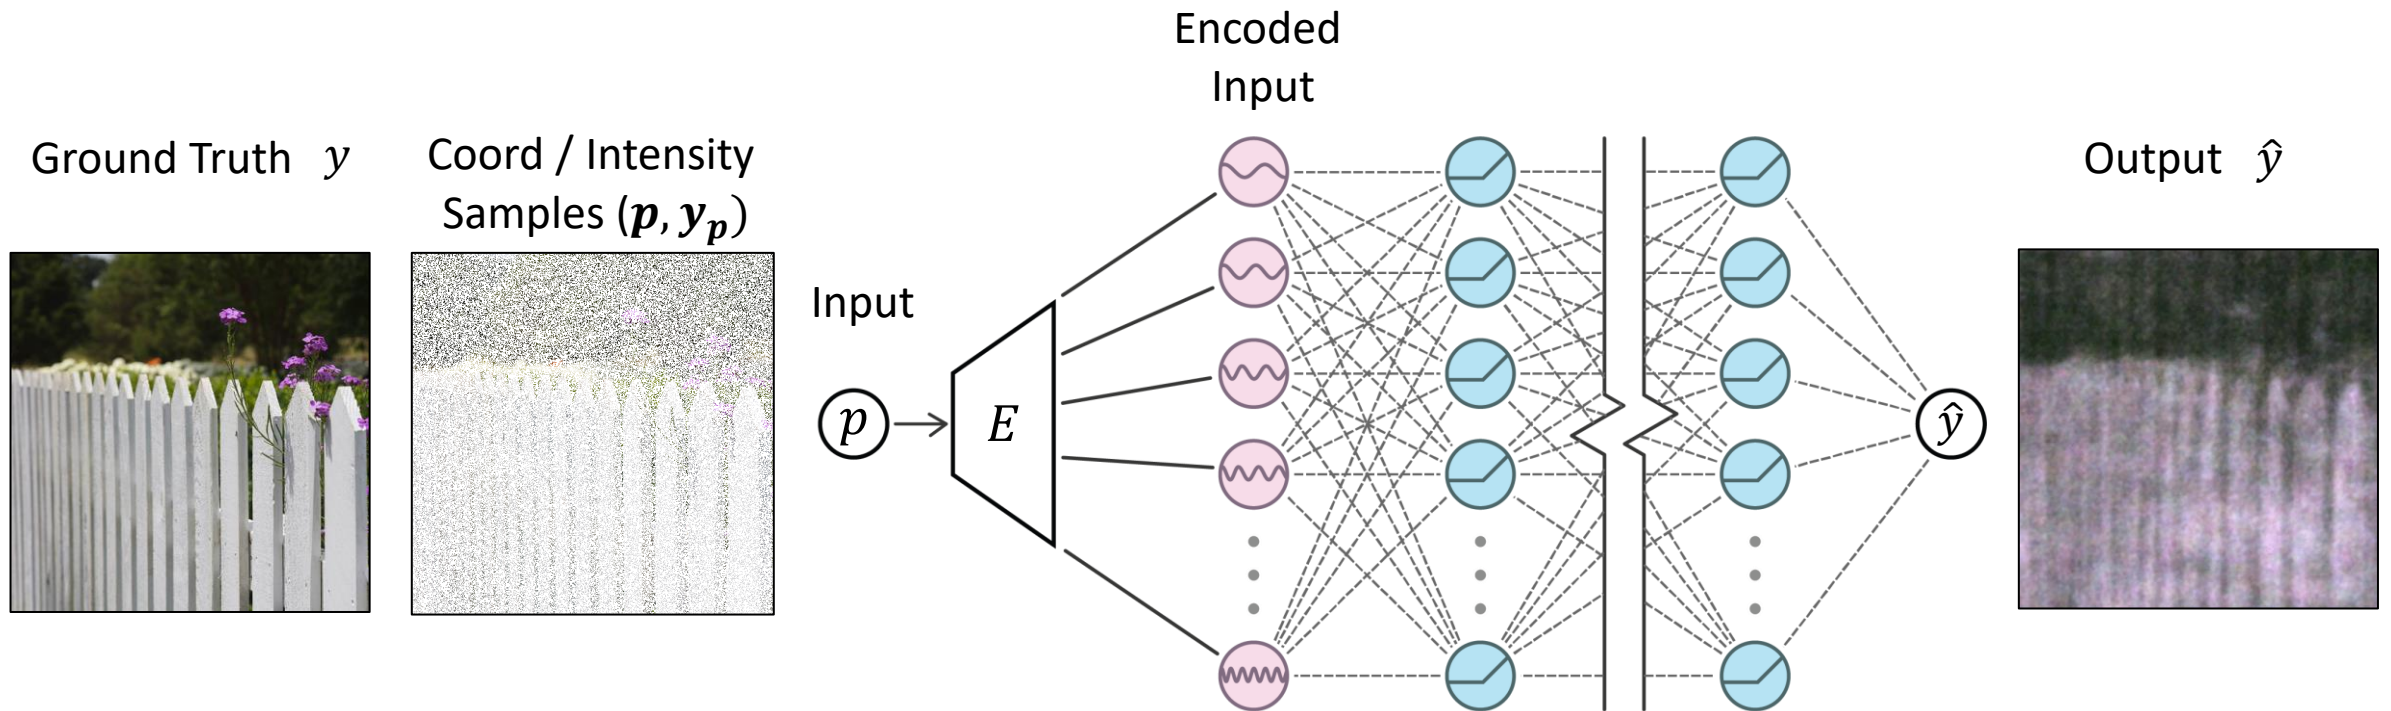 Ground Truth y
Coord / Intensity
Samples (p, y_p)
Input
p
E
Encoded
Input
ŷ
Output ŷ